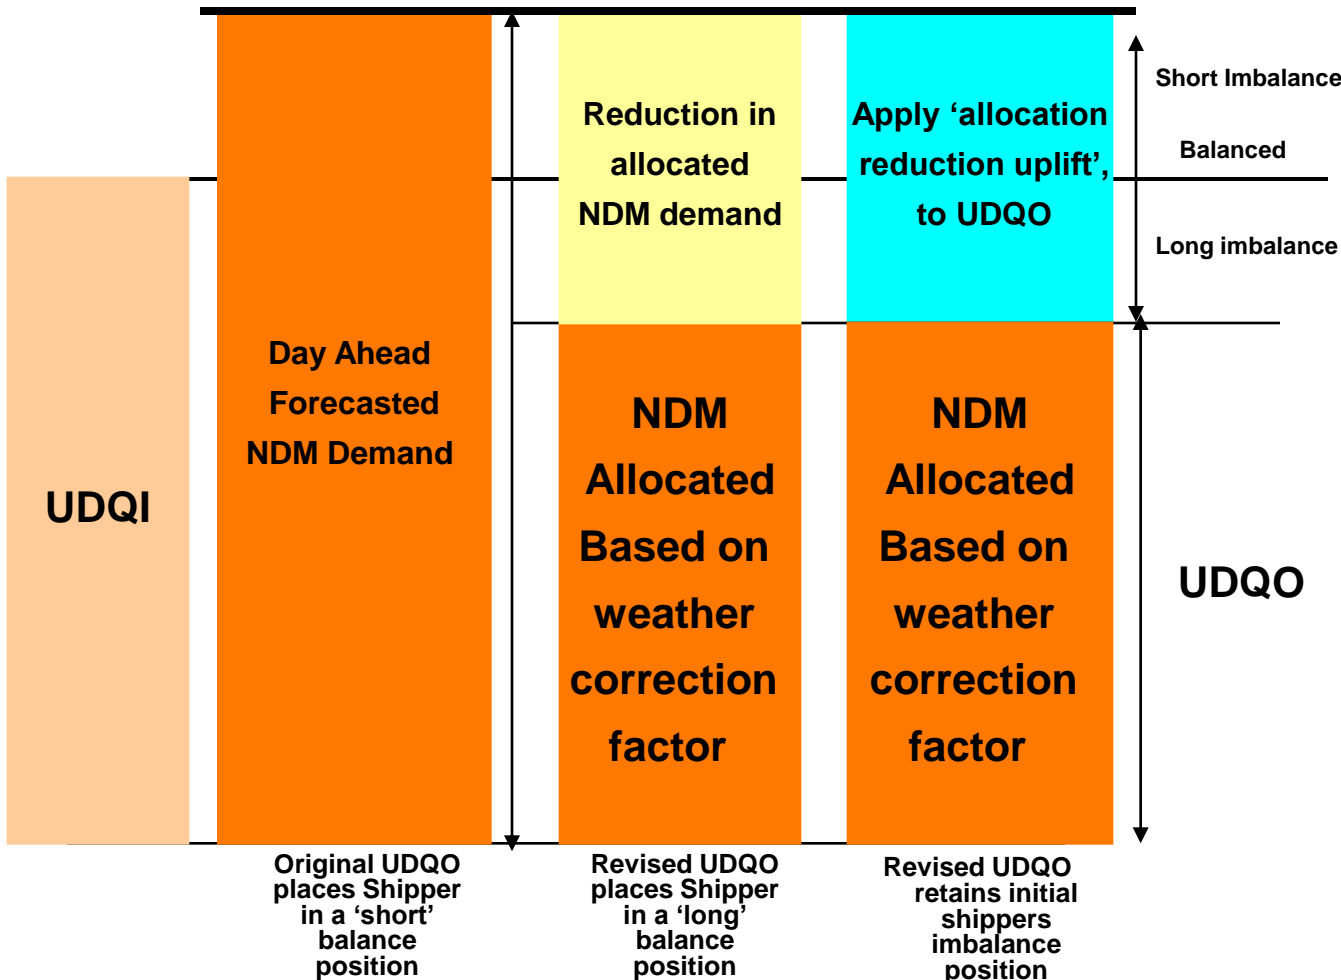 UDQI
Day Ahead
Forecasted
NDM Demand
Reduction in
allocated
NDM demand
Apply ‘allocation
reduction uplift’,
to UDQO
Short Imbalance
Balanced
Long imbalance
NDM
Allocated
Based on
weather
correction
factor
NDM
Allocated
Based on
weather
correction
factor
UDQO
Original UDQO
places Shipper
in a ‘short’
balance
position
Revised UDQO
places Shipper
in a ‘long’
balance
position
Revised UDQO
retains initial
shippers
imbalance
position